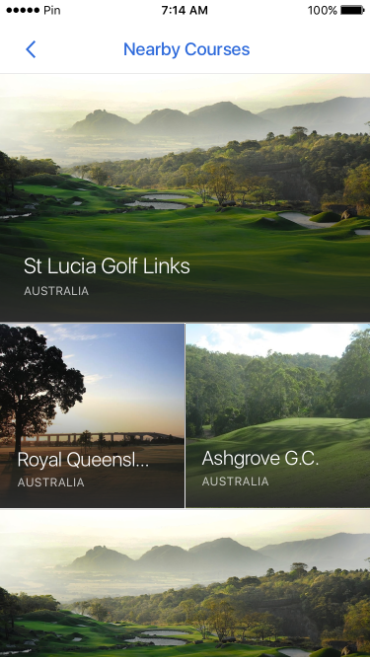 Pin 7:14 AM 100%
Nearby Courses
St Lucia Golf Links
AUSTRALIA
Royal Queensl...
AUSTRALIA
Ashgrove G.C.
AUSTRALIA